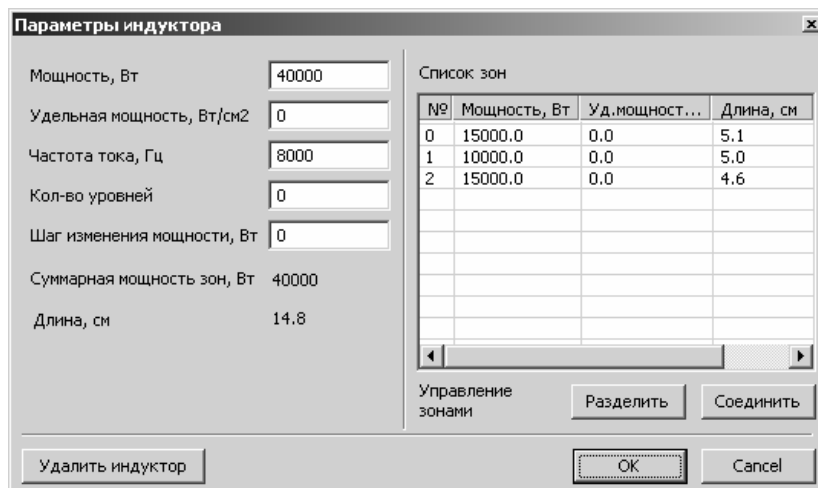 Параметры индуктора
Мощность, Вт 40000
Удельная мощность, Вт/см2 0
Частота тока, Гц 8000
Кол-во уровней 0
Шаг изменения мощности, Вт 0
Суммарная мощность зон, Вт 40000
Длина, см 14.8
Список зон
№ Мощность, Вт Уд.мощност... Длина, см
0 15000.0 0.0 5.1
1 10000.0 0.0 5.0
2 15000.0 0.0 4.6
Управление
зонами
Разделить Соединить
Удалить индуктор OK Cancel